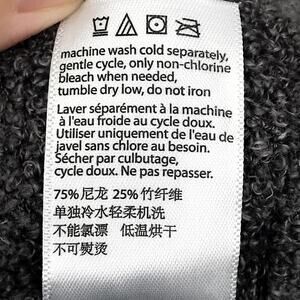 machine wash cold separately,
gentle cycle, only non-chlorine
bleach when needed,
tumble dry low, do not iron
Laver séparément à la machine
à l'eau froide au cycle doux.
Uniquement utilisation de l'eau de
javel sans chlore au besoin.
Sécher par culbutage,
cycle doux. Ne pas repasser.
75% 尼龙 25% 竹纤维
单独冷水轻柔机洗
不能氯漂 低温烘干
不可熨烫